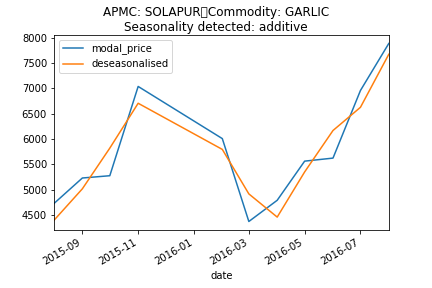 APMC: SOLAPUR Commodity: GARLIC
Seasonality detected: additive
modal_price
deseasonalised
8000
7500
7000
6500
6000
5500
5000
4500
2015-09
2015-11
2016-01
2016-03
2016-05
2016-07
date